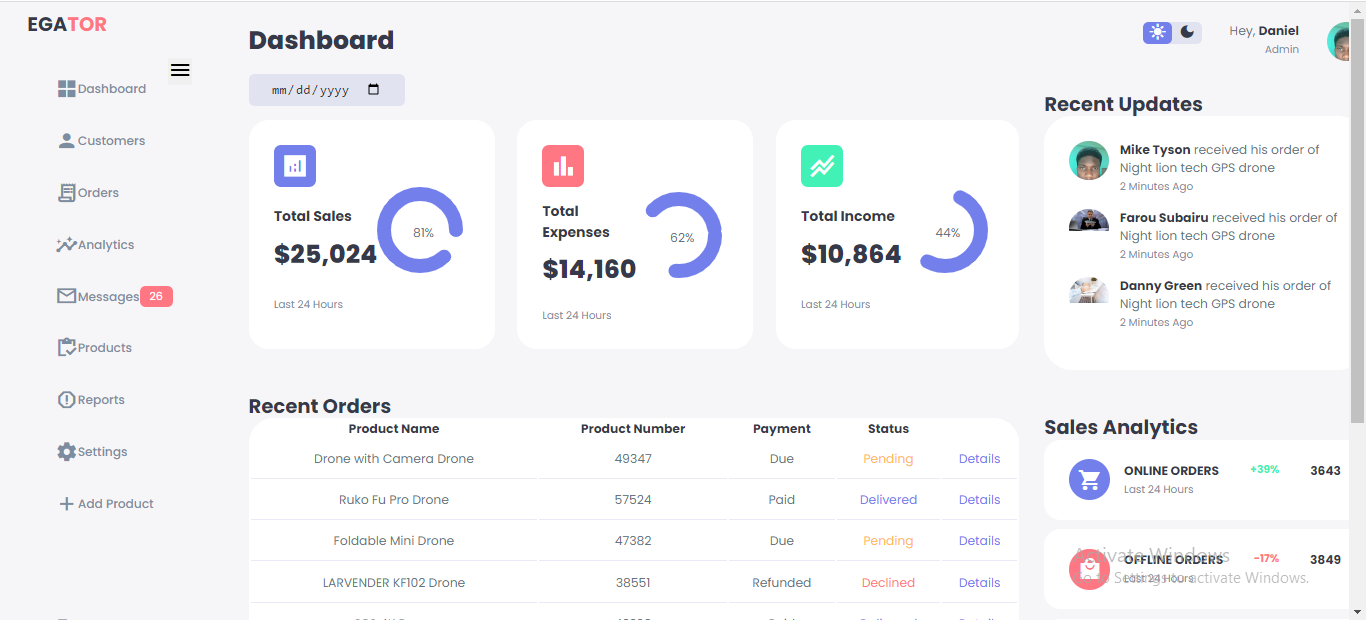 EGATOR
Dashboard
Customers
Orders
Analytics
Messages 26
Products
Reports
Settings
Add Product
Dashboard
mm/dd/yyyy
Total Sales
$25,024
81%
Last 24 Hours
Total
Expenses
$14,160
62%
Last 24 Hours
Total Income
$10,864
44%
Last 24 Hours
Recent Orders
Product Name Product Number Payment Status
Drone with Camera Drone 49347 Due Pending Details
Ruko Fu Pro Drone 57524 Paid Delivered Details
Foldable Mini Drone 47382 Due Pending Details
LARVENDER KF102 Drone 38551 Refunded Declined Details
Hey, Daniel
Admin
Recent Updates
Mike Tyson received his order of
Night lion tech GPS drone
2 Minutes Ago
Farou Subairu received his order of
Night lion tech GPS drone
2 Minutes Ago
Danny Green received his order of
Night lion tech GPS drone
2 Minutes Ago
Sales Analytics
ONLINE ORDERS +39% 3643
Last 24 Hours
OFFLINE ORDERS -17% 3849
Last 24 Hours
Activate Windows
Go to Settings to activate Windows.